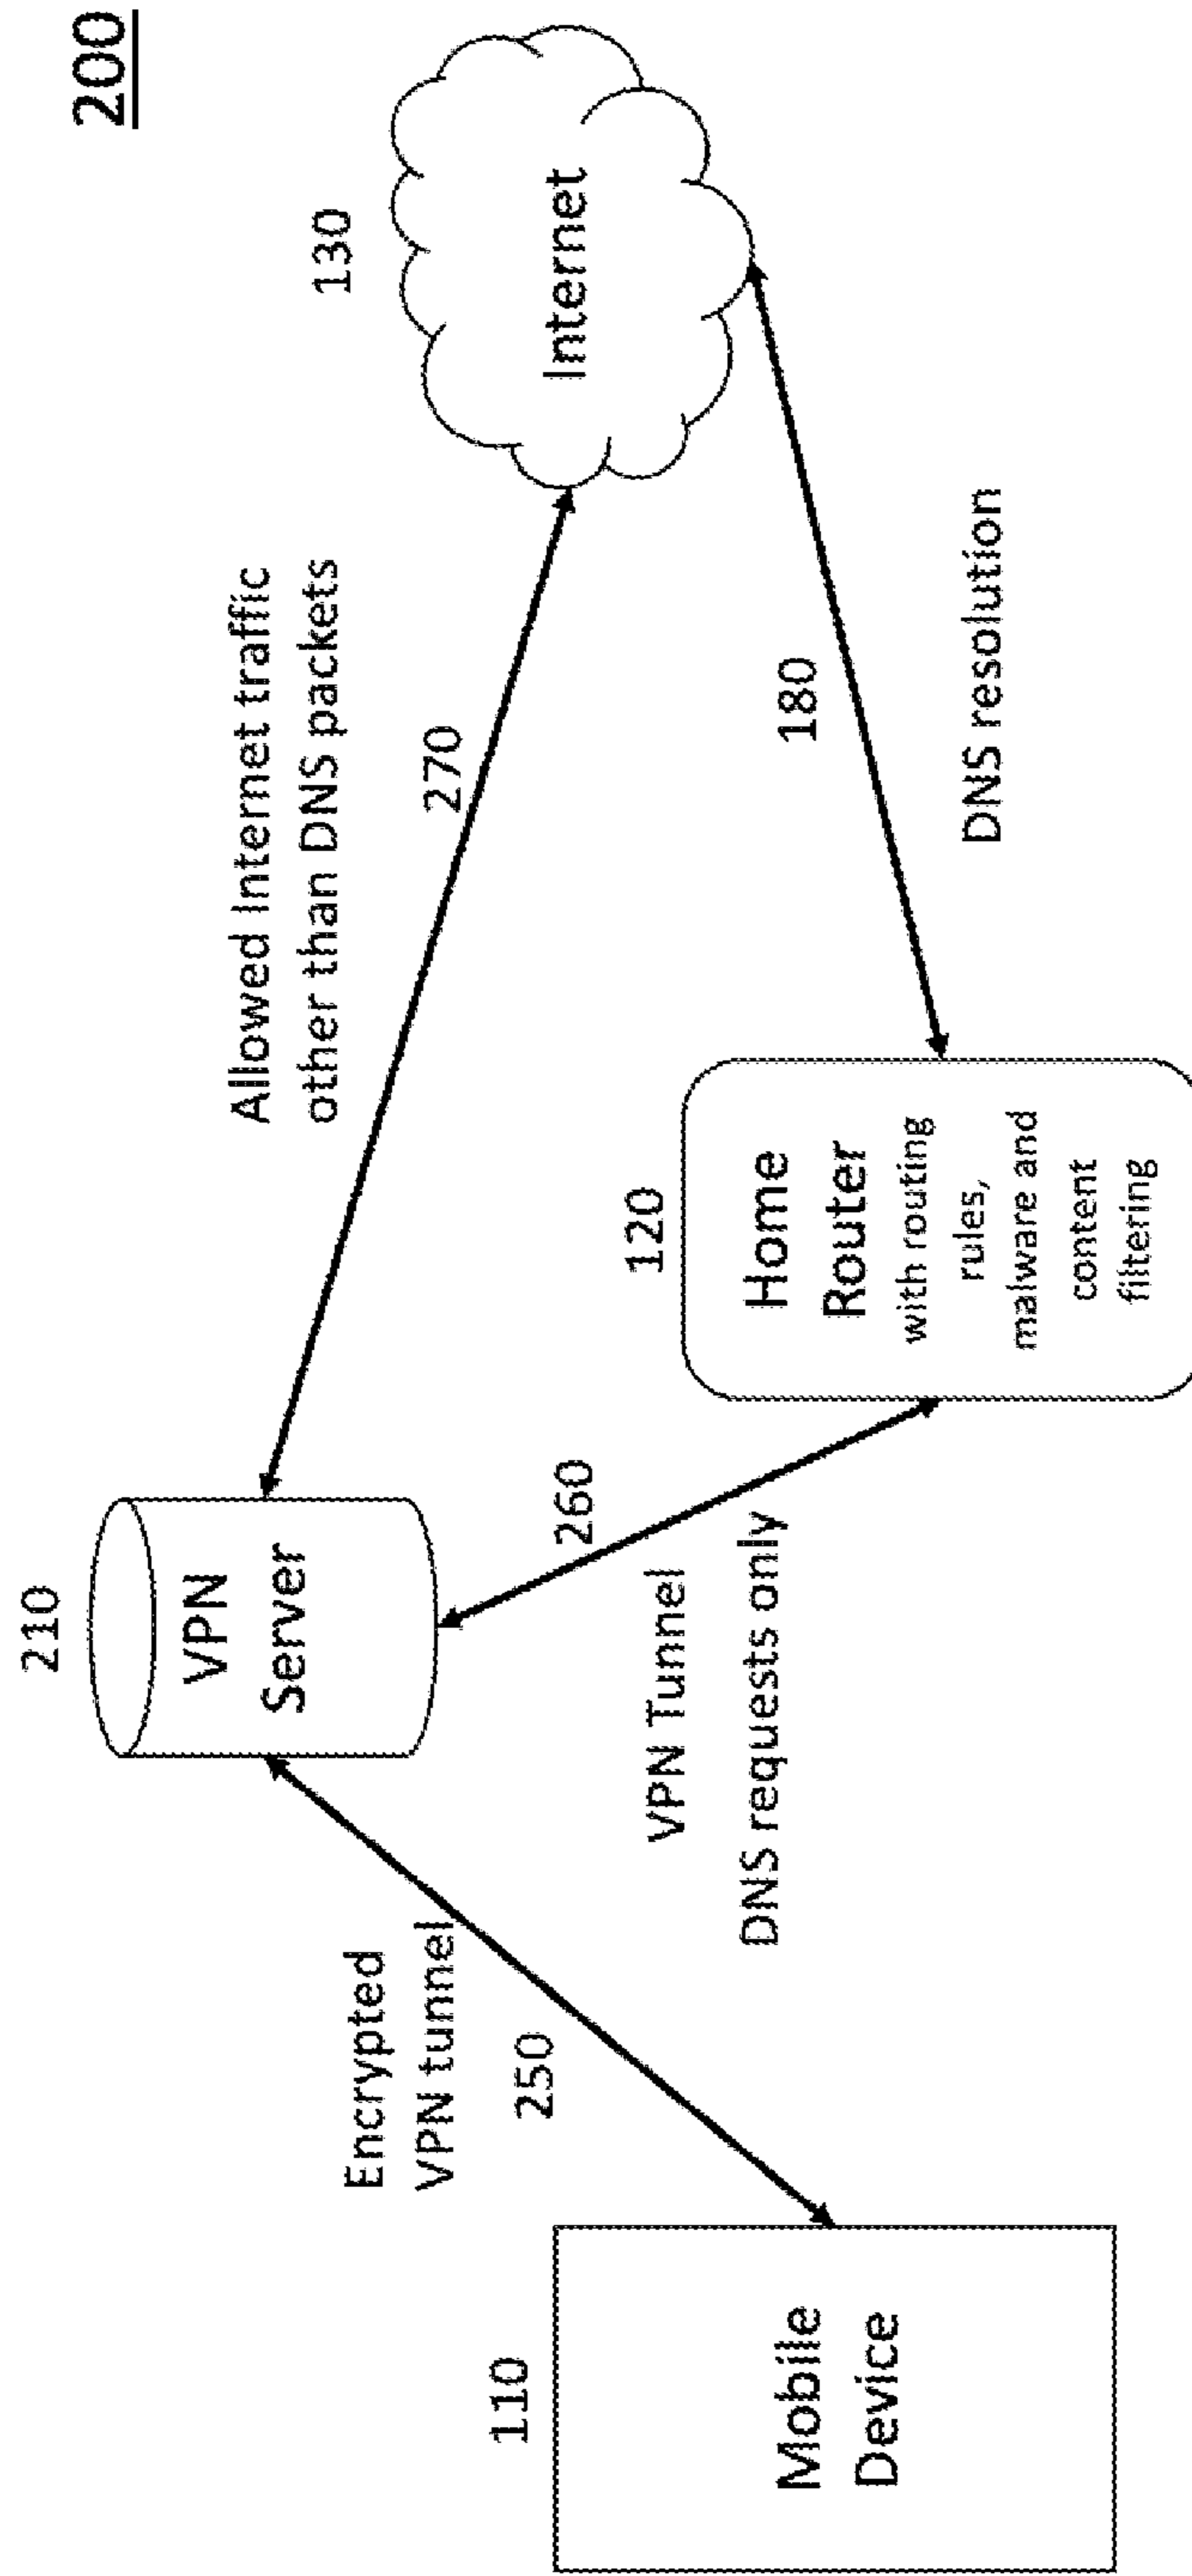 200
210
VPN
Server
130
Internet
Allowed Internet traffic
other than DNS packets
270
Encrypted
VPN tunnel
250
260
VPN Tunnel
DNS requests only
180
DNS resolution
110
Mobile
Device
120
Home
Router
with routing
rules,
malware and
content
filtering